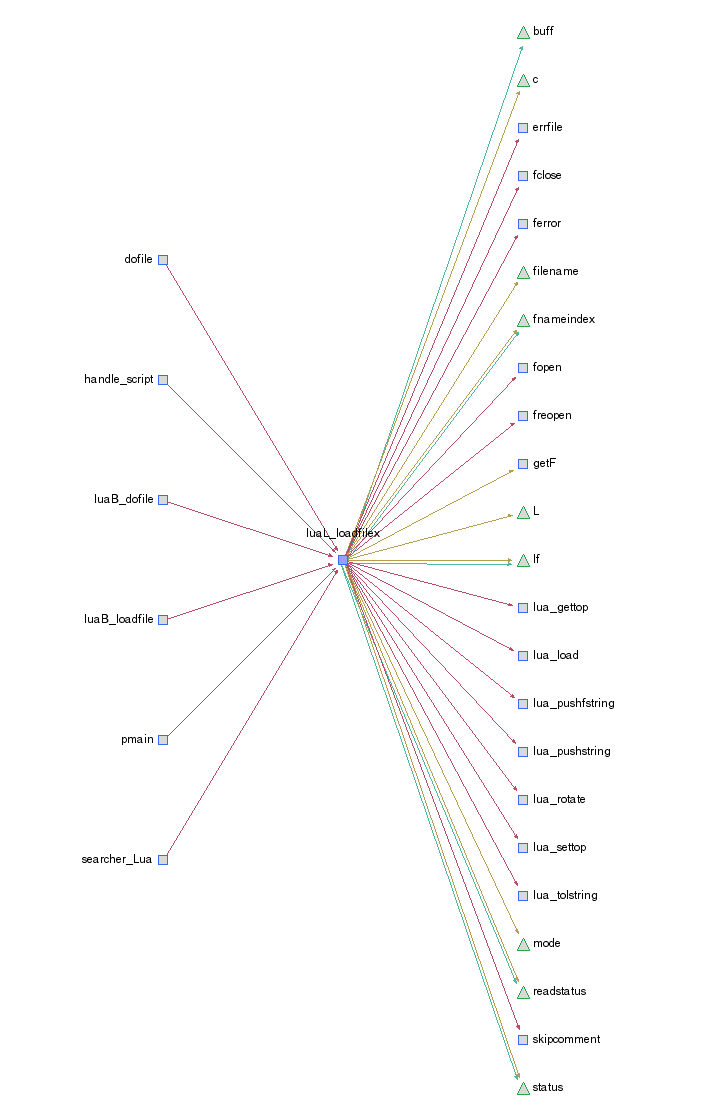 buff
c
errfile
fclose
ferror
dofile
filename
fnameindex
fopen
handle_script
freopen
getF
luaB_dofile
L
luaL_loadfilex
lf
lua_gettop
luaB_loadfile
lua_load
lua_pushfstring
pmain
lua_pushstring
lua_rotate
lua_settop
searcher_Lua
lua_tolstring
mode
readstatus
skipcomment
status